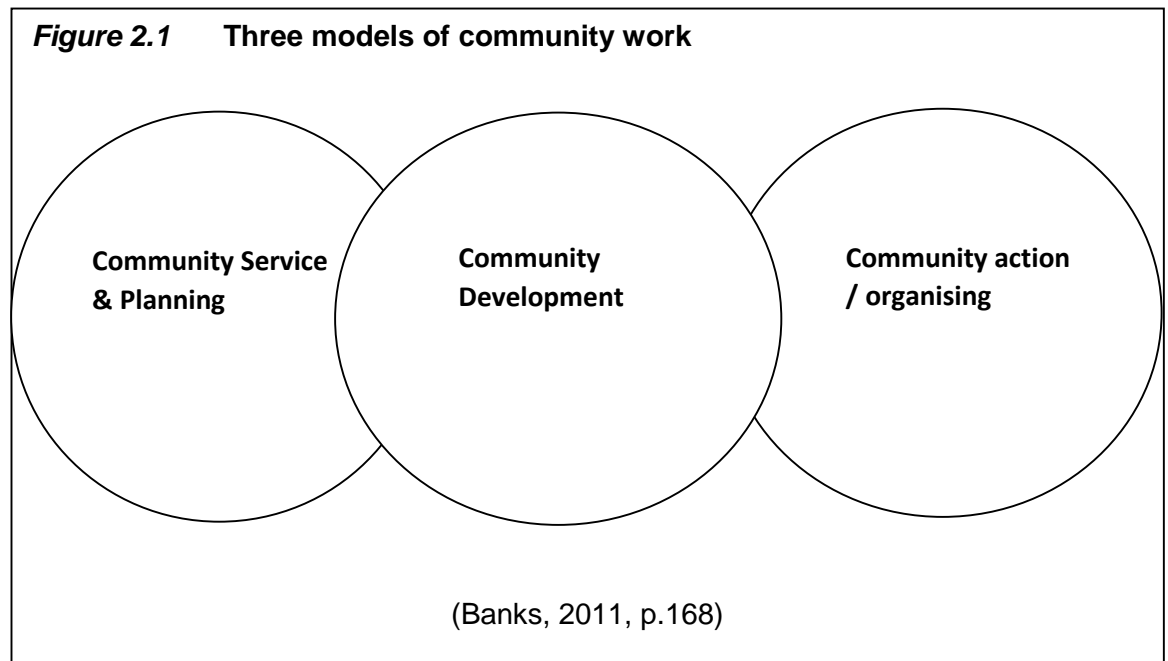 Figure 2.1 Three models of community work
Community Service
& Planning
Community
Development
Community action
/ organising
(Banks, 2011, p.168)